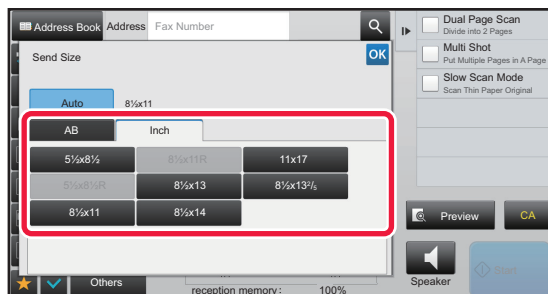 Address Book Address Fax Number
Send Size
OK
Auto 8½x11
AB Inch
5½x8½ 8½x11R 11x17
5½x8½R 8½x13 8½x13²/₅
8½x11 8½x14
Others
reception memory: 100%
Dual Page Scan
Divide into 2 Pages
Multi Shot
Put Multiple Pages in A Page
Slow Scan Mode
Scan Thin Paper Original
Preview CA
Speaker Start